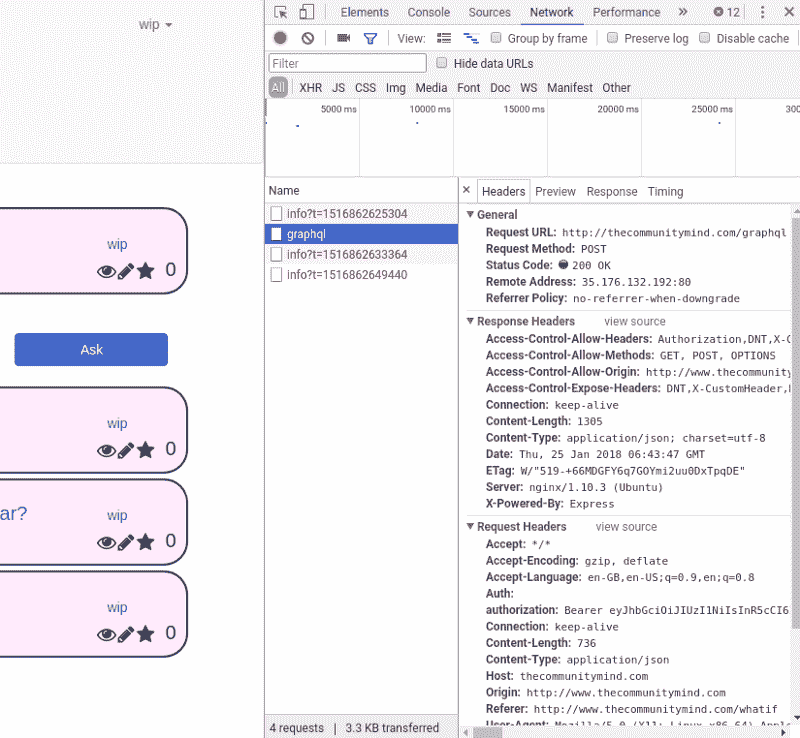 wip
Elements Console Sources Network Performance » 12
View: Group by frame Preserve log Disable cache
Filter Hide data URLs
All XHR JS CSS Img Media Font Doc WS Manifest Other
5000 ms 10000 ms 15000 ms 20000 ms 25000 ms 300
Name
info?t=1516862625304
graphql
info?t=1516862633364
info?t=1516862649440
4 requests | 3.3 KB transferred
× Headers Preview Response Timing
General
Request URL: http://thecommunitymind.com/graphql
Request Method: POST
Status Code: 200 OK
Remote Address: 35.176.132.192:80
Referrer Policy: no-referrer-when-downgrade
Response Headers view source
Access-Control-Allow-Headers: Authorization,DNT,X-C
Access-Control-Allow-Methods: GET, POST, OPTIONS
Access-Control-Allow-Origin: http://www.thecommunity
Access-Control-Expose-Headers: DNT,X-CustomHeader,
Connection: keep-alive
Content-Length: 1305
Content-Type: application/json; charset=utf-8
Date: Thu, 25 Jan 2018 06:43:47 GMT
ETag: W/"519-+66MDGFY6q7GOYmi2uu0DxTpqDE"
Server: nginx/1.10.3 (Ubuntu)
X-Powered-By: Express
Request Headers view source
Accept: */*
Accept-Encoding: gzip, deflate
Accept-Language: en-GB,en-US;q=0.9,en;q=0.8
Auth:
authorization: Bearer eyJhbGciOiJIUzI1NiIsInR5cCI6
Connection: keep-alive
Content-Length: 736
Content-Type: application/json
Host: thecommunitymind.com
Origin: http://www.thecommunitymind.com
Referer: http://www.thecommunitymind.com/whatif
User-Agent: Mozilla/5.0 (X11; Linux x86_64) Appl
wip
0
Ask
wip
0
ar?
wip
0
wip
0